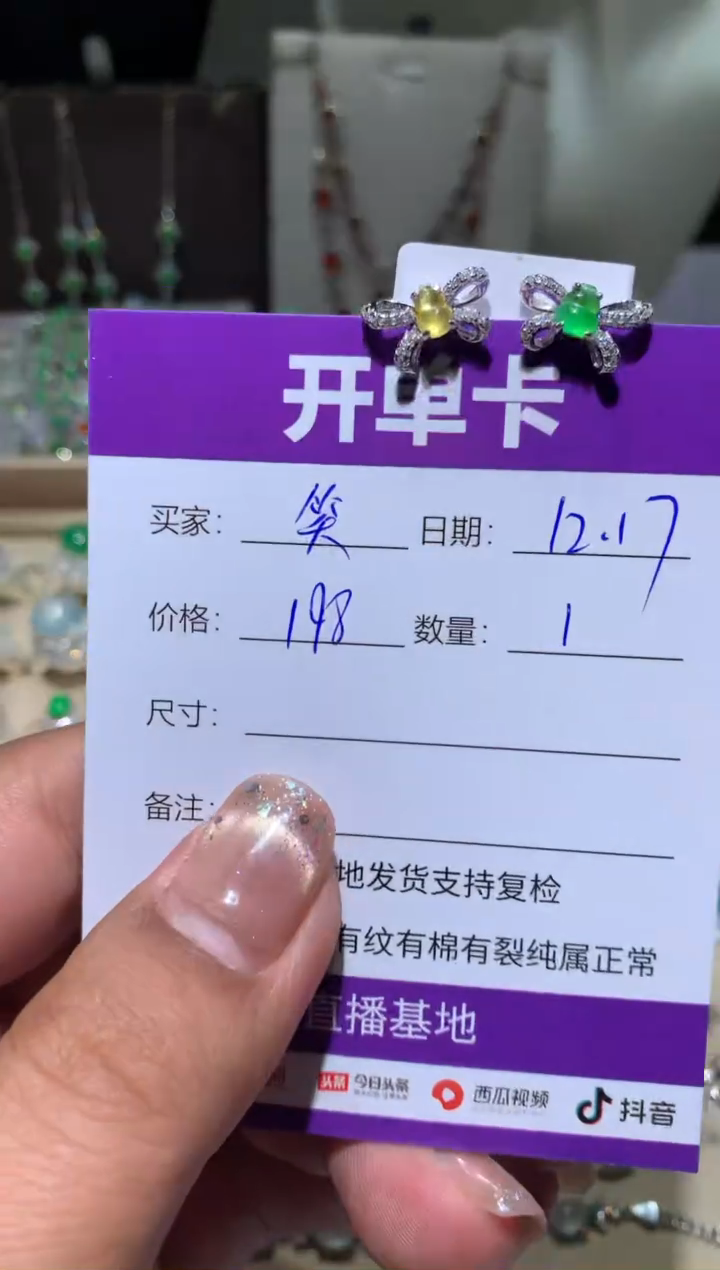 开单卡
买家: 笑 日期: 12.17
价格: 198 数量: 1
尺寸:
备注:
地发货支持复检
有纹有棉有裂纯属正常
直播基地
头条 今日头条 西瓜视频 抖音